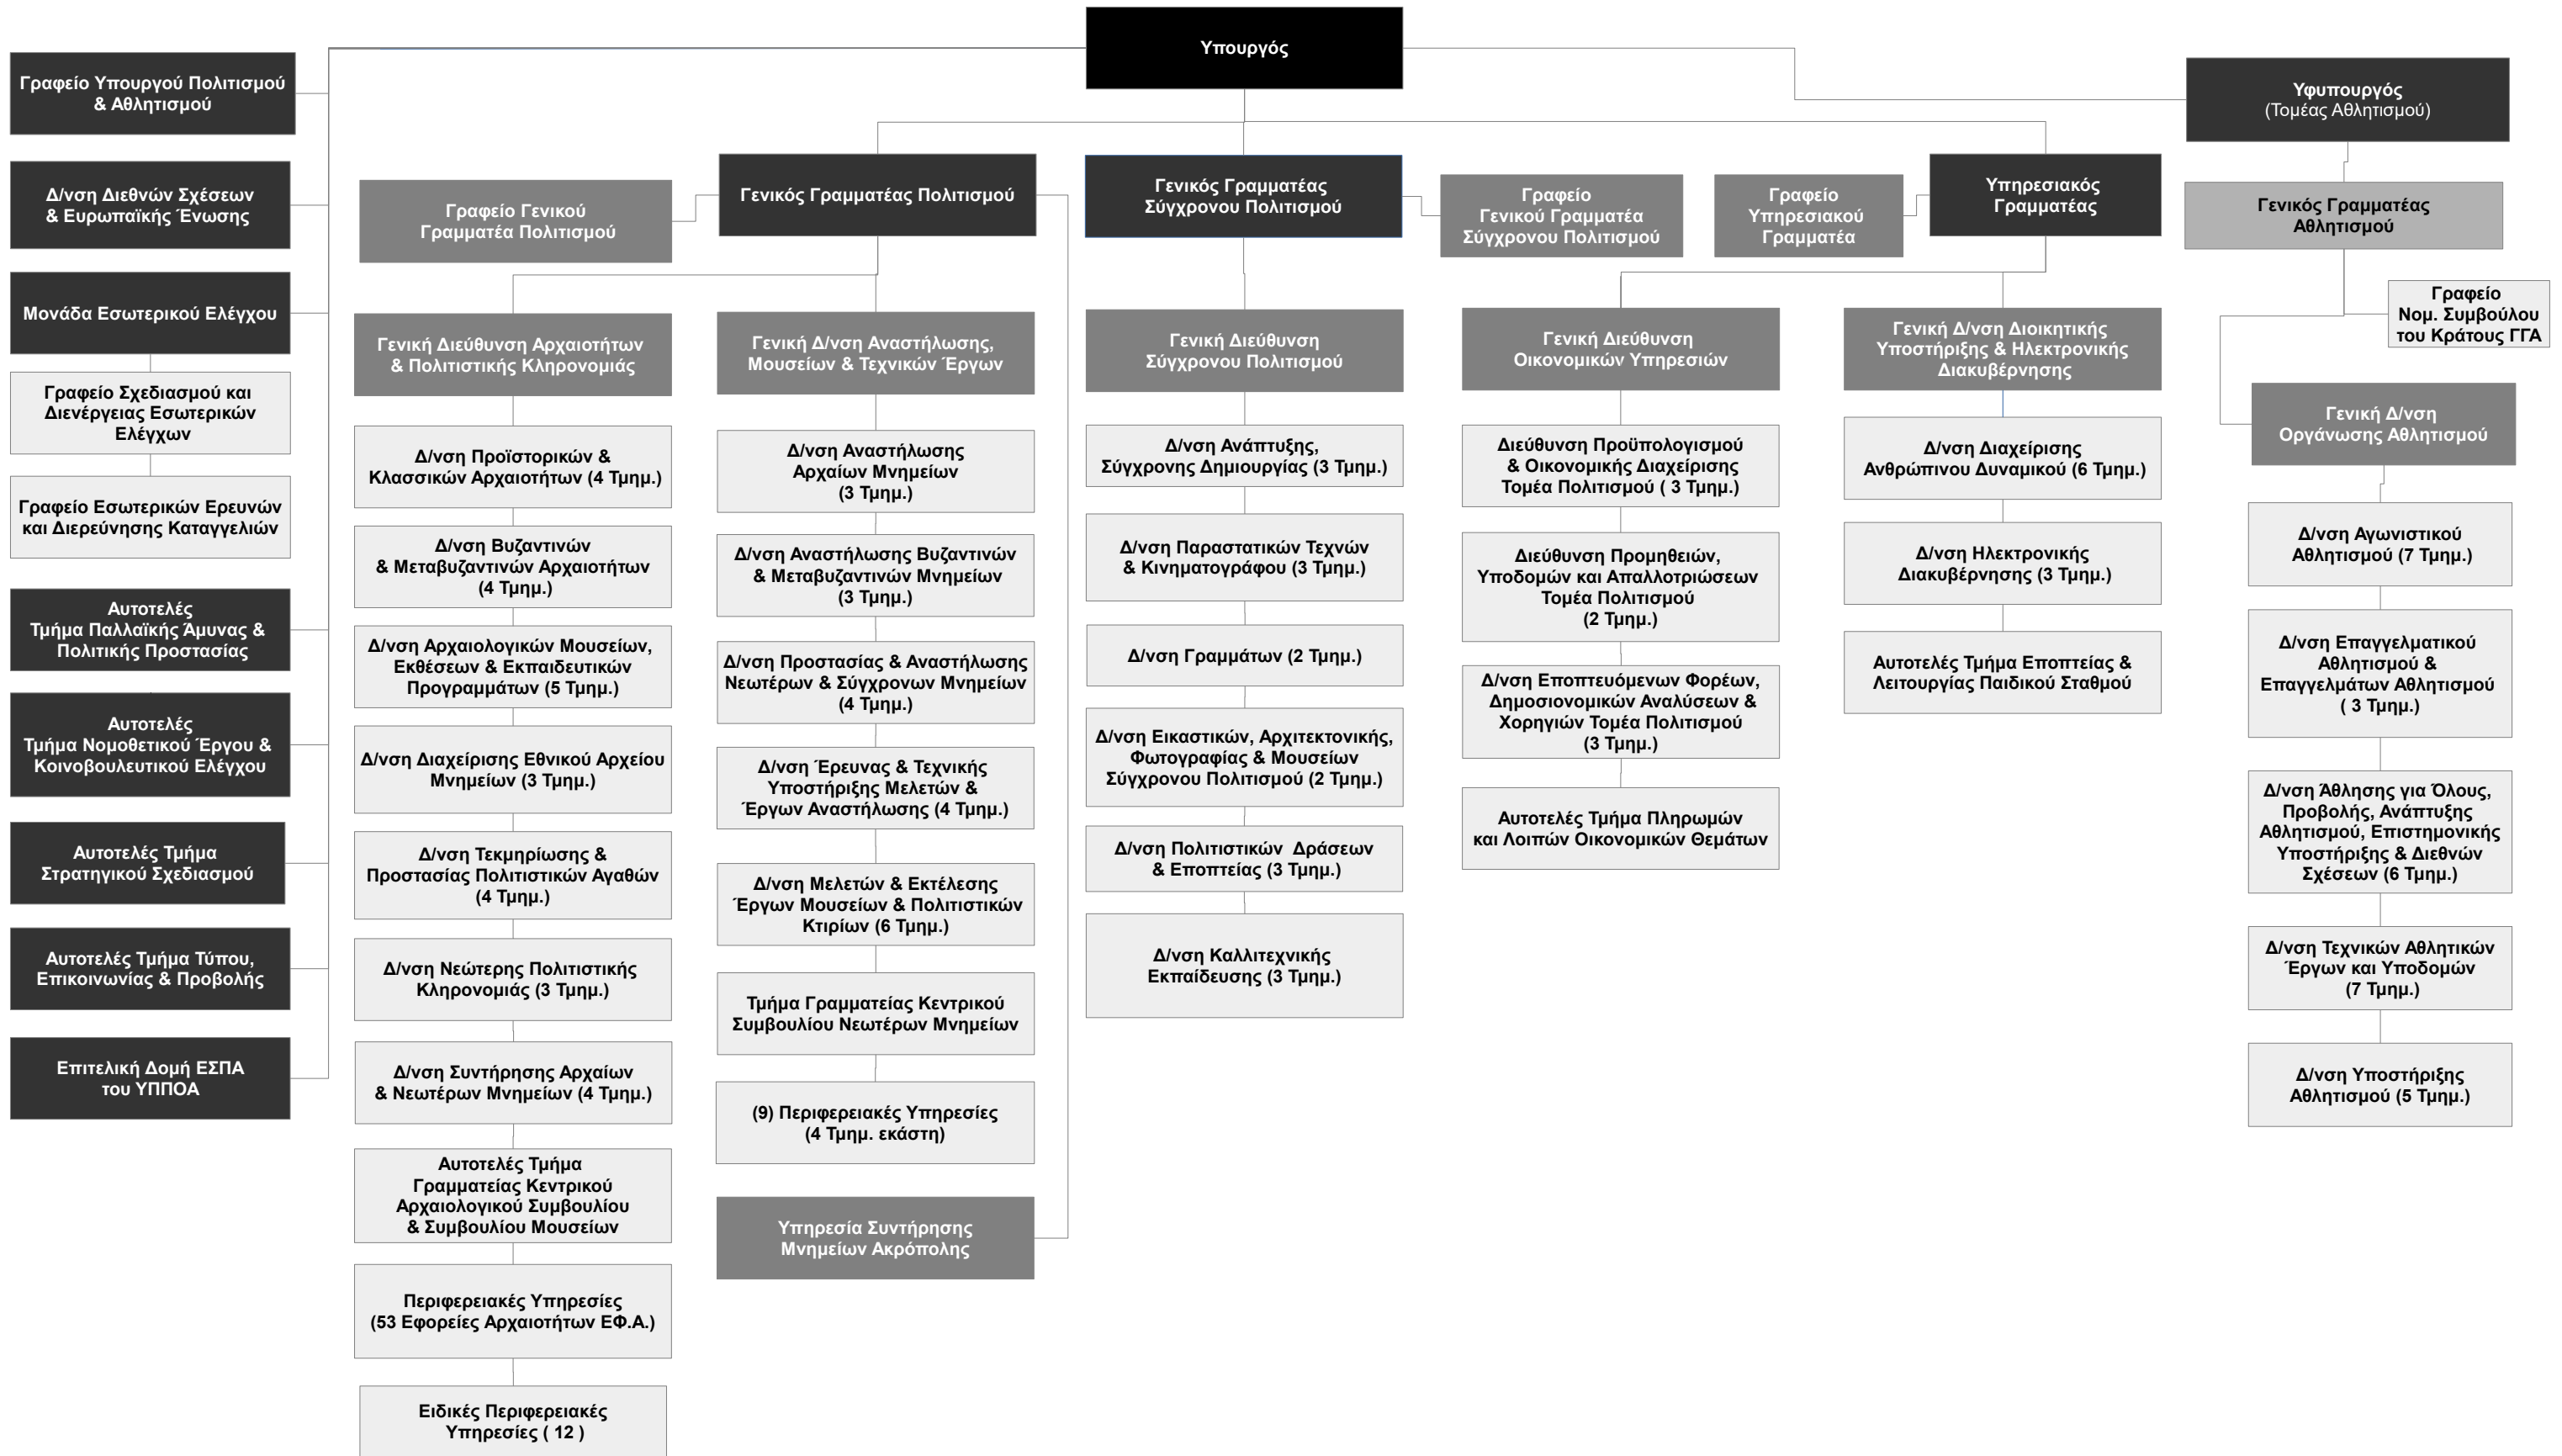 Υπουργός
Γραφείο Υπουργού Πολιτισμού
& Αθλητισμού
Δ/νση Διεθνών Σχέσεων
& Ευρωπαϊκής Ένωσης
Μονάδα Εσωτερικού Ελέγχου
Γραφείο Σχεδιασμού και
Διενέργειας Εσωτερικών
Ελέγχων
Γραφείο Εσωτερικών Ερευνών
και Διερεύνησης Καταγγελιών
Αυτοτελές
Τμήμα Παλλαϊκής Άμυνας &
Πολιτικής Προστασίας
Αυτοτελές
Τμήμα Νομοθετικού Έργου &
Κοινοβουλευτικού Ελέγχου
Αυτοτελές Τμήμα
Στρατηγικού Σχεδιασμού
Αυτοτελές Τμήμα Τύπου,
Επικοινωνίας & Προβολής
Επιτελική Δομή ΕΣΠΑ
του ΥΠΠΟΑ
Γενικός Γραμματέας Πολιτισμού
Γραφείο Γενικού
Γραμματέα Πολιτισμού
Γενική Διεύθυνση Αρχαιοτήτων
& Πολιτιστικής Κληρονομιάς
Δ/νση Προϊστορικών &
Κλασσικών Αρχαιοτήτων (4 Τμημ.)
Δ/νση Βυζαντινών
& Μεταβυζαντινών Αρχαιοτήτων
(4 Τμημ.)
Δ/νση Αρχαιολογικών Μουσείων,
Εκθέσεων & Εκπαιδευτικών
Προγραμμάτων (5 Τμημ.)
Δ/νση Διαχείρισης Εθνικού Αρχείου
Μνημείων (3 Τμημ.)
Δ/νση Τεκμηρίωσης &
Προστασίας Πολιτιστικών Αγαθών
(4 Τμημ.)
Δ/νση Νεώτερης Πολιτιστικής
Κληρονομιάς (3 Τμημ.)
Δ/νση Συντήρησης Αρχαίων
& Νεωτέρων Μνημείων (4 Τμημ.)
Αυτοτελές Τμήμα
Γραμματείας Κεντρικού
Αρχαιολογικού Συμβουλίου
& Συμβουλίου Μουσείων
Περιφερειακές Υπηρεσίες
(53 Εφορείες Αρχαιοτήτων ΕΦ.Α.)
Ειδικές Περιφερειακές
Υπηρεσίες ( 12 )
Γενική Δ/νση Αναστήλωσης,
Μουσείων & Τεχνικών Έργων
Δ/νση Αναστήλωσης
Αρχαίων Μνημείων
(3 Τμημ.)
Δ/νση Αναστήλωσης Βυζαντινών
& Μεταβυζαντινών Μνημείων
(3 Τμημ.)
Δ/νση Προστασίας & Αναστήλωσης
Νεωτέρων & Σύγχρονων Μνημείων
(4 Τμημ.)
Δ/νση Έρευνας & Τεχνικής
Υποστήριξης Μελετών &
Έργων Αναστήλωσης (4 Τμημ.)
Δ/νση Μελετών & Εκτέλεσης
Έργων Μουσείων & Πολιτιστικών
Κτιρίων (6 Τμημ.)
Τμήμα Γραμματείας Κεντρικού
Συμβουλίου Νεωτέρων Μνημείων
(9) Περιφερειακές Υπηρεσίες
(4 Τμημ. εκάστη)
Υπηρεσία Συντήρησης
Μνημείων Ακρόπολης
Γενικός Γραμματέας
Σύγχρονου Πολιτισμού
Γραφείο
Γενικού Γραμματέα
Σύγχρονου Πολιτισμού
Γενική Διεύθυνση
Σύγχρονου Πολιτισμού
Δ/νση Ανάπτυξης,
Σύγχρονης Δημιουργίας (3 Τμημ.)
Δ/νση Παραστατικών Τεχνών
& Κινηματογράφου (3 Τμημ.)
Δ/νση Γραμμάτων (2 Τμημ.)
Δ/νση Εικαστικών, Αρχιτεκτονικής,
Φωτογραφίας & Μουσείων
Σύγχρονου Πολιτισμού (2 Τμημ.)
Δ/νση Πολιτιστικών Δράσεων
& Εποπτείας (3 Τμημ.)
Δ/νση Καλλιτεχνικής
Εκπαίδευσης (3 Τμημ.)
Γραφείο
Υπηρεσιακού
Γραμματέα
Υπηρεσιακός
Γραμματέας
Γενική Διεύθυνση
Οικονομικών Υπηρεσιών
Διεύθυνση Προϋπολογισμού
& Οικονομικής Διαχείρισης
Τομέα Πολιτισμού ( 3 Τμημ.)
Διεύθυνση Προμηθειών,
Υποδομών και Απαλλοτριώσεων
Τομέα Πολιτισμού
(2 Τμημ.)
Δ/νση Εποπτευόμενων Φορέων,
Δημοσιονομικών Αναλύσεων &
Χορηγιών Τομέα Πολιτισμού
(3 Τμημ.)
Αυτοτελές Τμήμα Πληρωμών
και Λοιπών Οικονομικών Θεμάτων
Γενική Δ/νση Διοικητικής
Υποστήριξης & Ηλεκτρονικής
Διακυβέρνησης
Δ/νση Διαχείρισης
Ανθρώπινου Δυναμικού (6 Τμημ.)
Δ/νση Ηλεκτρονικής
Διακυβέρνησης (3 Τμημ.)
Αυτοτελές Τμήμα Εποπτείας &
Λειτουργίας Παιδικού Σταθμού
Υφυπουργός
(Τομέας Αθλητισμού)
Γενικός Γραμματέας
Αθλητισμού
Γραφείο
Νομ. Συμβούλου
του Κράτους ΓΓΑ
Γενική Δ/νση
Οργάνωσης Αθλητισμού
Δ/νση Αγωνιστικού
Αθλητισμού (7 Τμημ.)
Δ/νση Επαγγελματικού
Αθλητισμού &
Επαγγελμάτων Αθλητισμού
( 3 Τμημ.)
Δ/νση Άθλησης για Όλους,
Προβολής, Ανάπτυξης
Αθλητισμού, Επιστημονικής
Υποστήριξης & Διεθνών
Σχέσεων (6 Τμημ.)
Δ/νση Τεχνικών Αθλητικών
Έργων και Υποδομών
(7 Τμημ.)
Δ/νση Υποστήριξης
Αθλητισμού (5 Τμημ.)